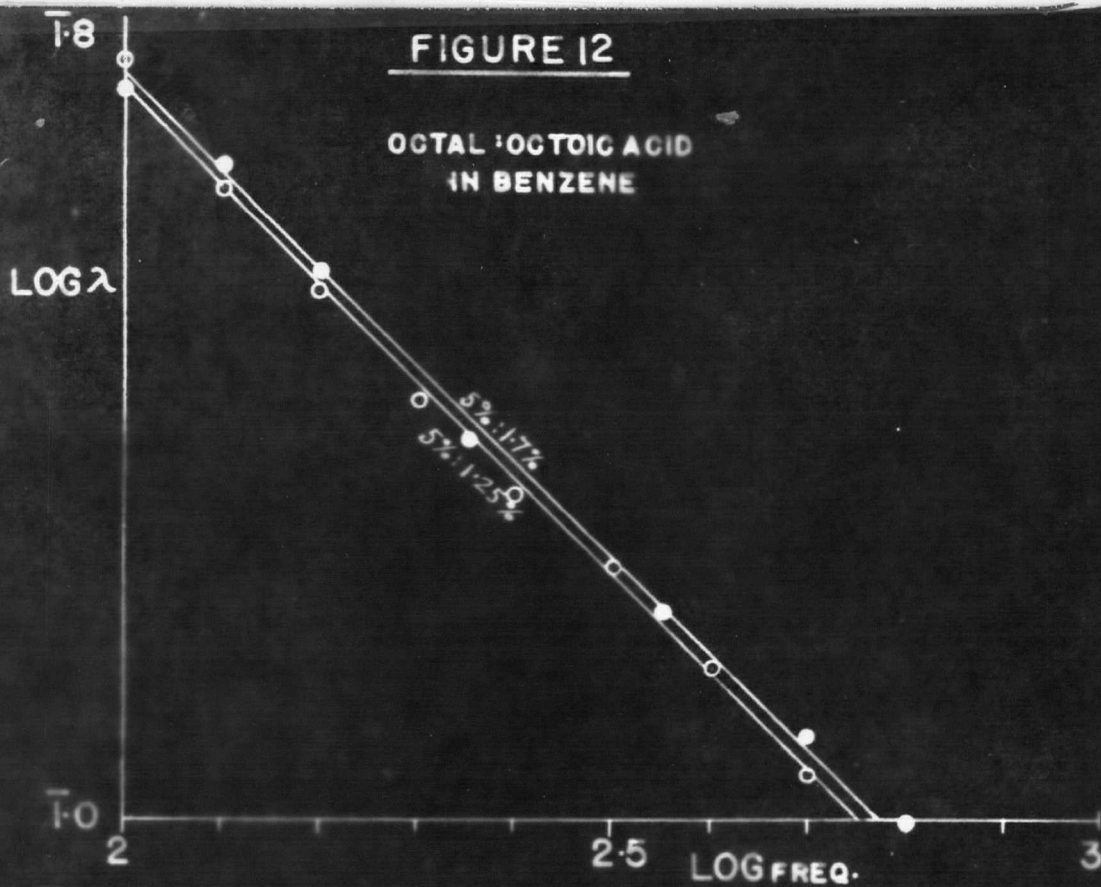 1̄·8
FIGURE 12
OCTAL : OCTOIC ACID
IN BENZENE
LOG λ
5% : 1·7%
5% : 1·25%
1̄·0
2
2·5
LOG FREQ.
3